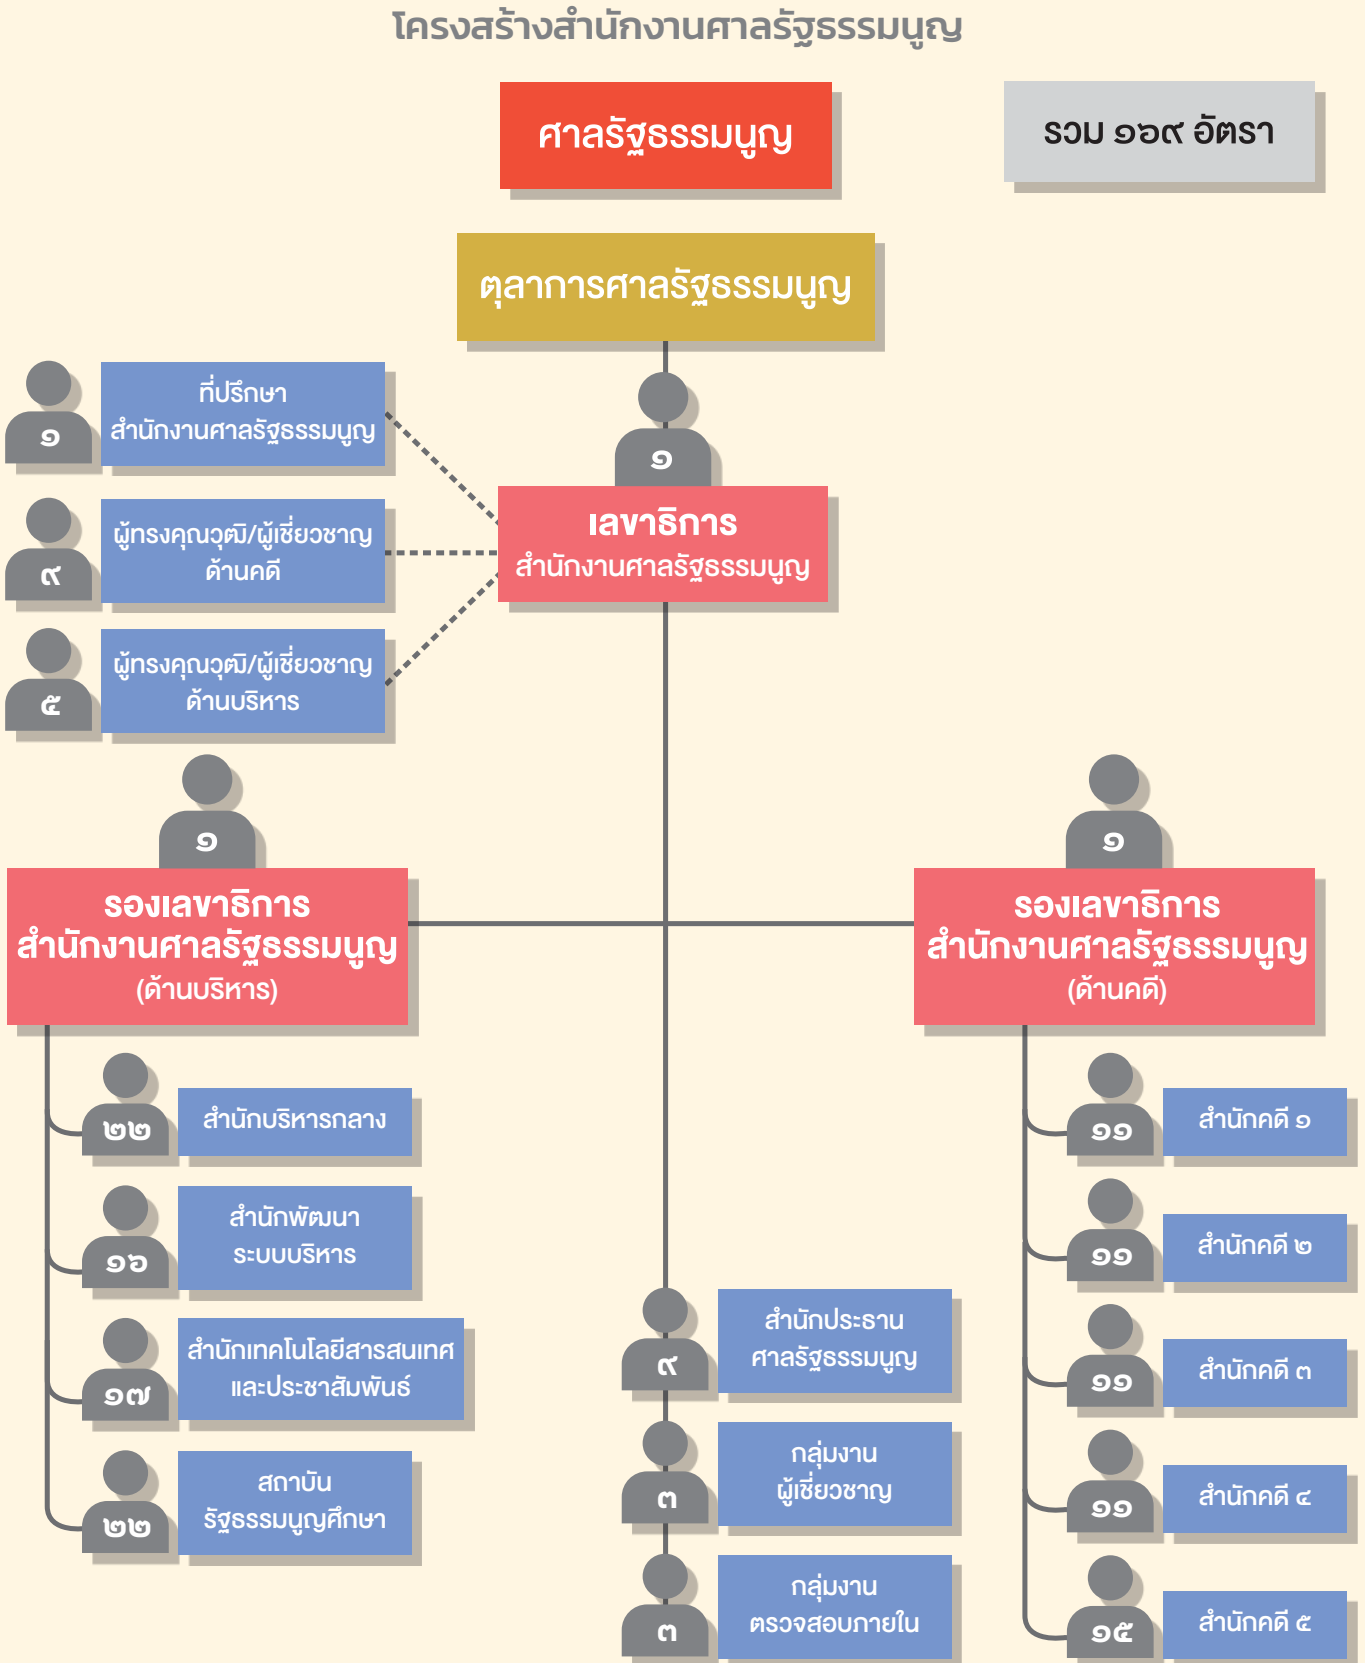 โครงสร้างสำนักงานศาลรัฐธรรมนูญ
ศาลรัฐธรรมนูญ
รวม ๑๖๙ อัตรา
ตุลาการศาลรัฐธรรมนูญ
๑
ที่ปรึกษา
สำนักงานศาลรัฐธรรมนูญ
๙
ผู้ทรงคุณวุฒิ/ผู้เชี่ยวชาญ
ด้านคดี
๕
ผู้ทรงคุณวุฒิ/ผู้เชี่ยวชาญ
ด้านบริหาร
๑
เลขาธิการ
สำนักงานศาลรัฐธรรมนูญ
๑
รองเลขาธิการ
สำนักงานศาลรัฐธรรมนูญ
(ด้านบริหาร)
๒๒
สำนักบริหารกลาง
๑๖
สำนักพัฒนา
ระบบบริหาร
๑๗
สำนักเทคโนโลยีสารสนเทศ
และประชาสัมพันธ์
๒๒
สถาบัน
รัฐธรรมนูญศึกษา
๙
สำนักประธาน
ศาลรัฐธรรมนูญ
๓
กลุ่มงาน
ผู้เชี่ยวชาญ
๓
กลุ่มงาน
ตรวจสอบภายใน
๑
รองเลขาธิการ
สำนักงานศาลรัฐธรรมนูญ
(ด้านคดี)
๑๑
สำนักคดี ๑
๑๑
สำนักคดี ๒
๑๑
สำนักคดี ๓
๑๑
สำนักคดี ๔
๑๕
สำนักคดี ๕